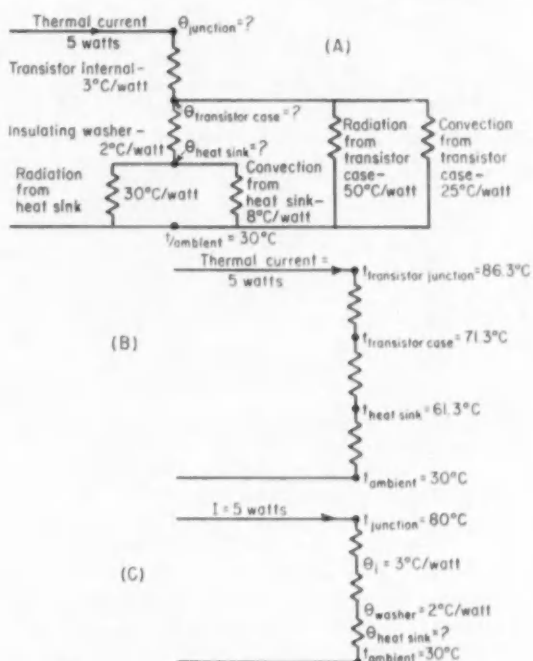 Thermal current
5 watts
θjunction=?
(A)
Transistor internal-
3°C/watt
θtransistor case=?
Insulating washer-
2°C/watt
θheat sink=?
Radiation
from
transistor
case-
50°C/watt
Convection
from
transistor
case-
25°C/watt
Radiation
from
heat sink
30°C/watt
Convection
from
heat sink-
8°C/watt
t/ambient=30°C
Thermal current=
5 watts
ttransistor junction=86.3°C
(B)
ttransistor case=71.3°C
theat sink=61.3°C
tambient=30°C
I=5 watts
tjunction=80°C
(C)
θi=3°C/watt
θwasher=2°C/watt
θheat sink=?
tambient=30°C